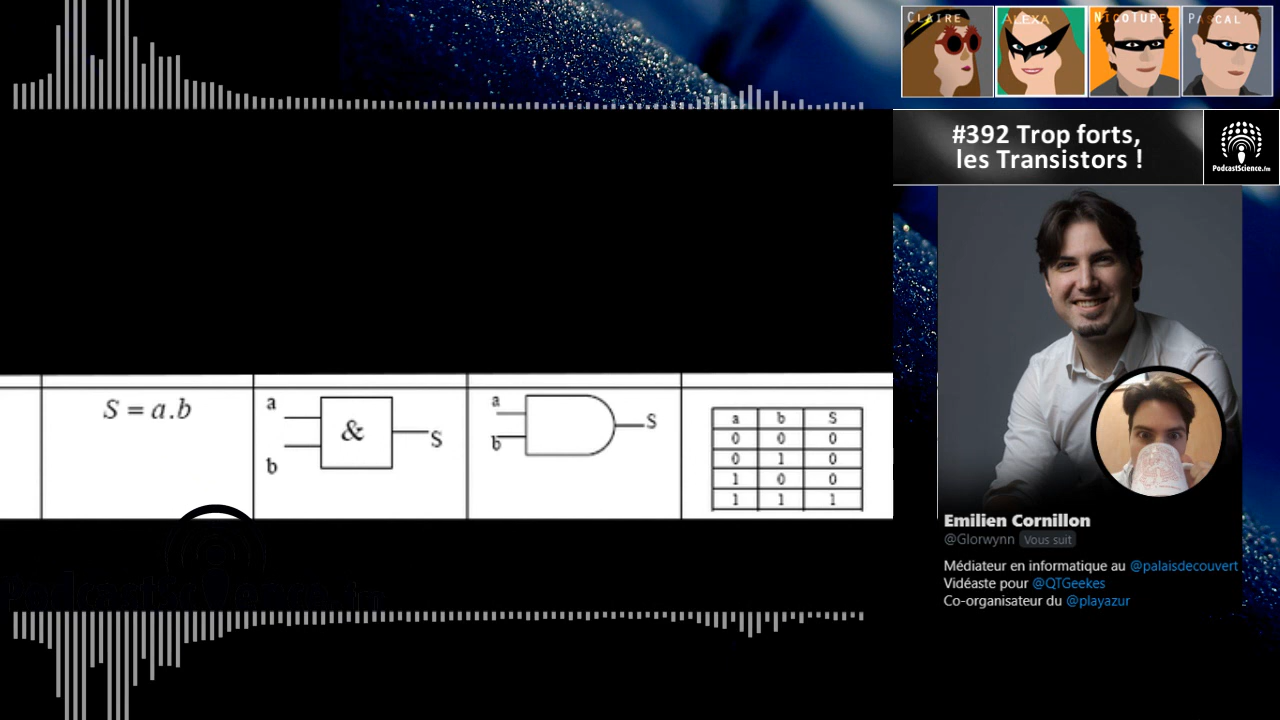 CLAIRE
ALEXA
NICOTUPE
PASCAL
#392 Trop forts,
les Transistors !
PodcastScience.fm
S = a.b
a
&
S
b
a
S
b
a b S
0 0 0
0 1 0
1 0 0
1 1 1
Emilien Cornillon
@Glorwynn Vous suit
Médiateur en informatique au @palaisdecouvert
Vidéaste pour @QTGeekes
Co-organisateur du @playazur
PodcastScience.fm